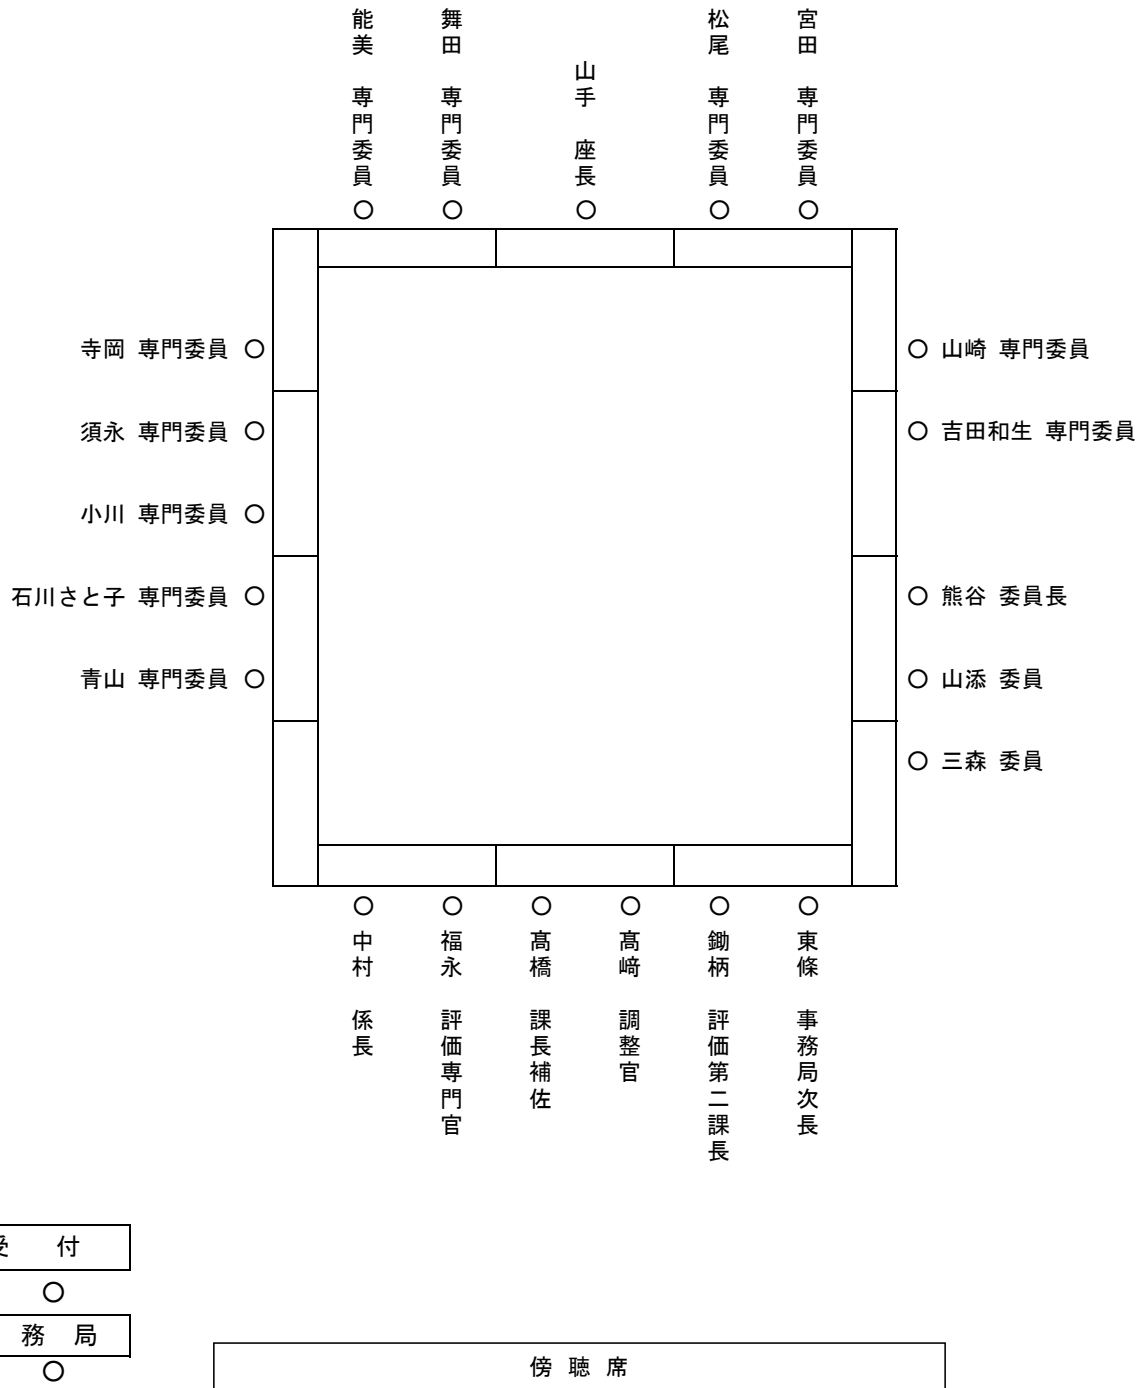 能美 専門委員
舞田 専門委員
山手 座長
松尾 専門委員
宮田 専門委員
寺岡 専門委員
須永 専門委員
小川 専門委員
石川さと子 専門委員
青山 専門委員
山崎 専門委員
吉田和生 専門委員
熊谷 委員長
山添 委員
三森 委員
中村 係長
福永 評価専門官
髙橋 課長補佐
髙﨑 調整官
鋤柄 評価第二課長
東條 事務局次長
受 付
務 局
傍 聴 席